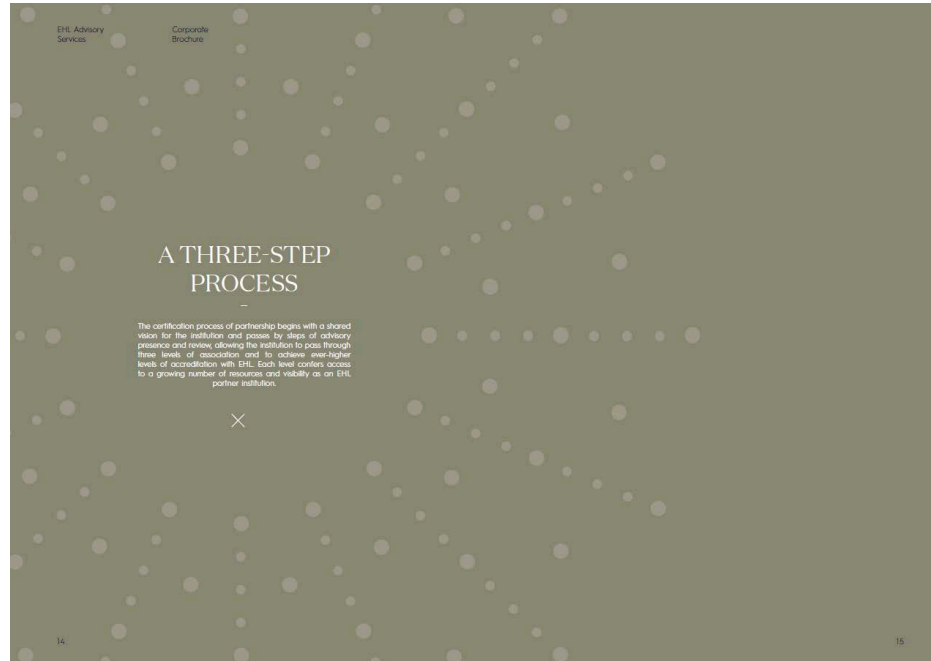 EHL Advisory
Services
Corporate
Brochure
A THREE-STEP
PROCESS
–
The certification process of partnership begins with a shared
vision for the institution and passes by steps of advisory
presence and review, allowing the institution to pass through
three levels of association and to achieve ever-higher
levels of accreditation with EHL. Each level confers access
to a growing number of resources and visibility as an EHL
partner institution.
14
15